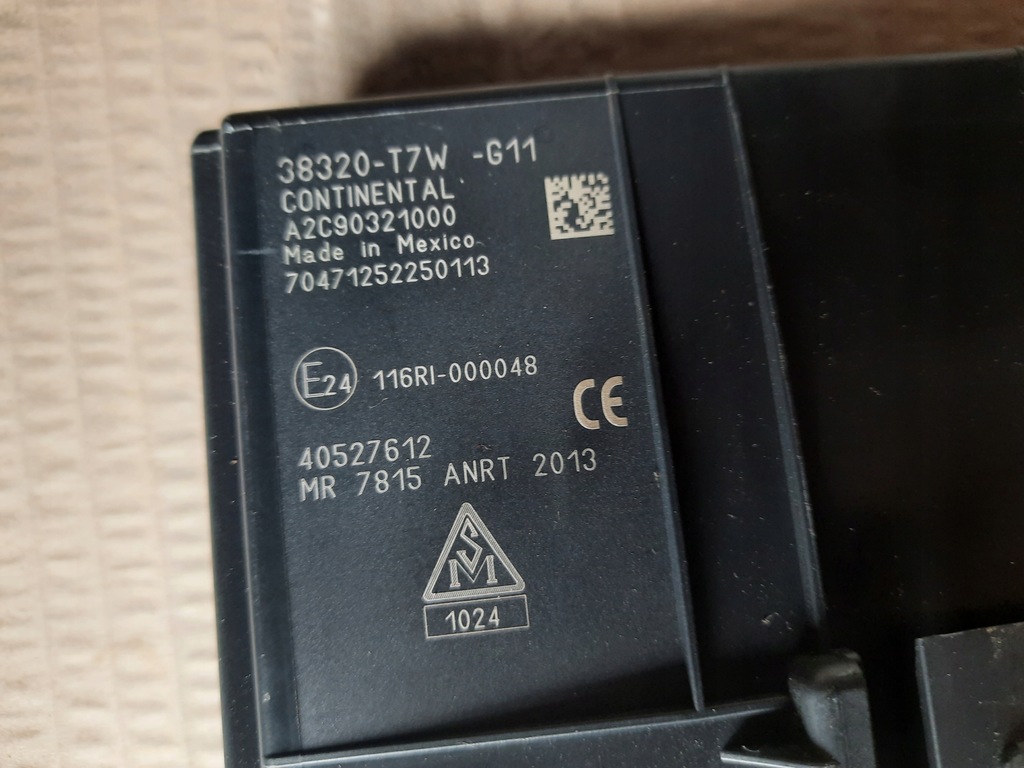 38320-T7W -G11
CONTINENTAL
A2C90321000
Made in Mexico
70471252250113
E24 116RI-000048
CE
40527612
MR 7815 ANRT 2013
SM
1024